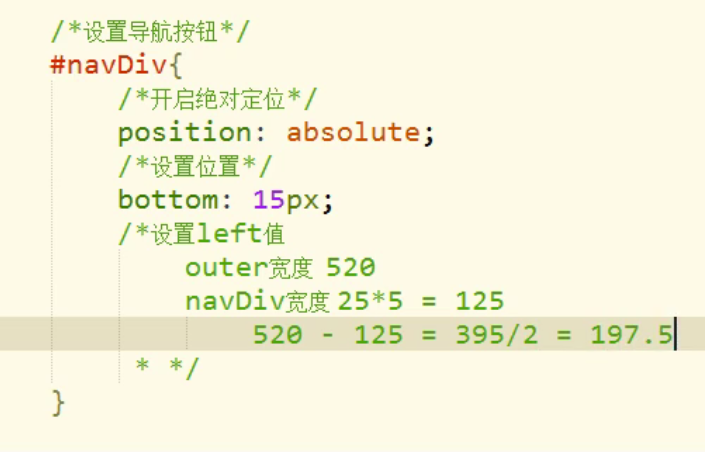 /*设置导航按钮*/
#navDiv{
/*开启绝对定位*/
position: absolute;
/*设置位置*/
bottom: 15px;
/*设置left值
outer宽度 520
navDiv宽度 25*5 = 125
520 - 125 = 395/2 = 197.5
* */
}